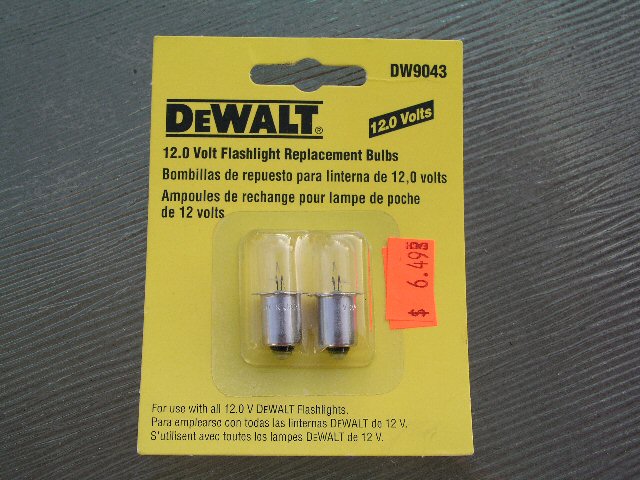 DW9043
DEWALT®
12.0 Volts
12.0 Volt Flashlight Replacement Bulbs
Bombillas de repuesto para linterna de 12,0 volts
Ampoules de rechange pour lampe de poche
de 12 volts
$ 6.49
For use with all 12.0 V DEWALT Flashlights.
Para emplearse con todas las linternas DEWALT de 12 V.
S'utilisent avec toutes los lampes DEWALT de 12 V.